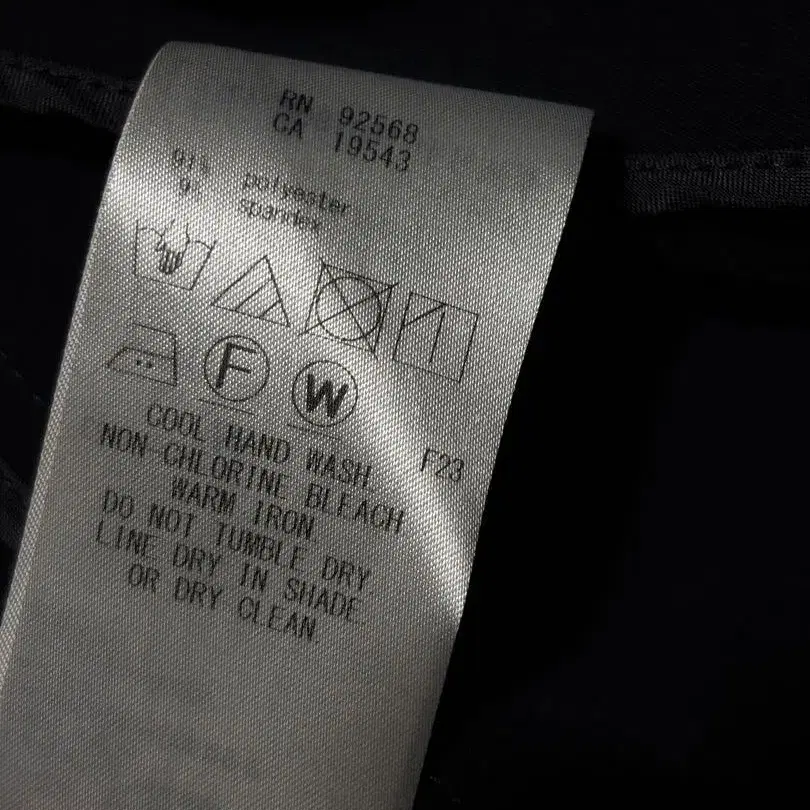 RN 92568
CA 19543
91% polyester
9% spandex
F
W
COOL HAND WASH
F23
NON-CHLORINE BLEACH
WARM IRON
DO NOT TUMBLE DRY
LINE DRY IN SHADE
OR DRY CLEAN